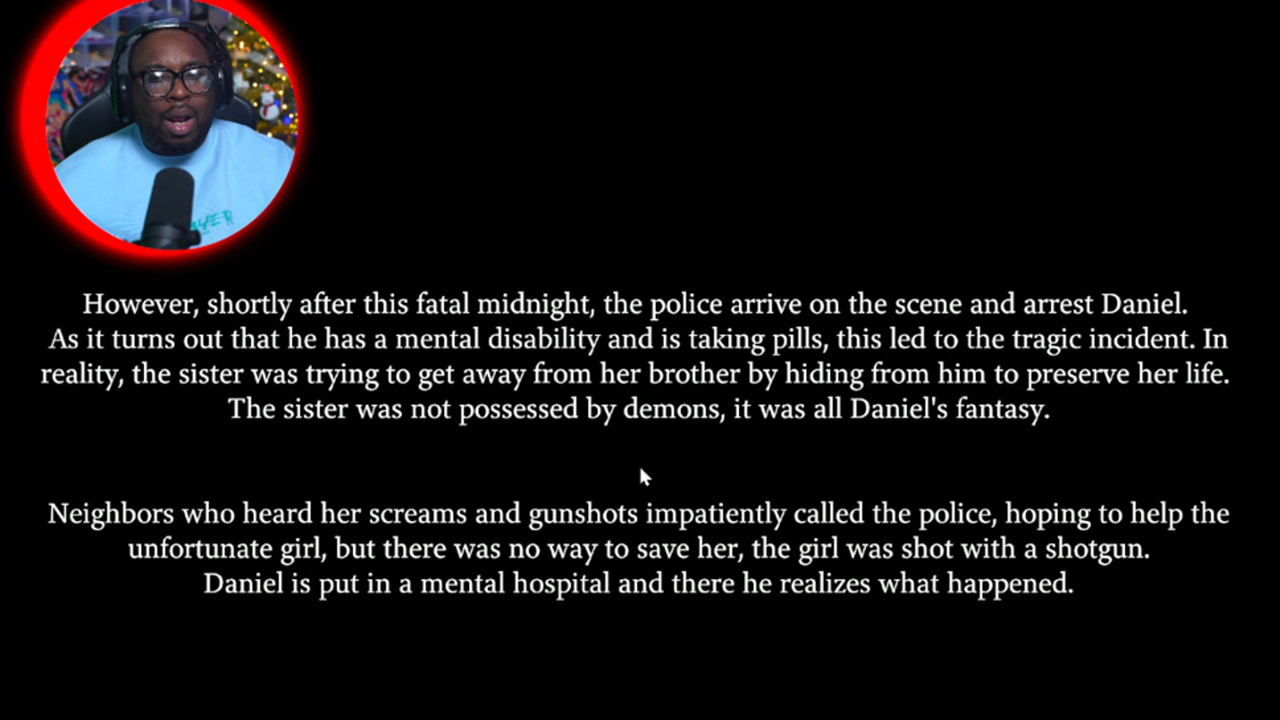 However, shortly after this fatal midnight, the police arrive on the scene and arrest Daniel.
As it turns out that he has a mental disability and is taking pills, this led to the tragic incident. In
reality, the sister was trying to get away from her brother by hiding from him to preserve her life.
The sister was not possessed by demons, it was all Daniel's fantasy.
Neighbors who heard her screams and gunshots impatiently called the police, hoping to help the
unfortunate girl, but there was no way to save her, the girl was shot with a shotgun.
Daniel is put in a mental hospital and there he realizes what happened.